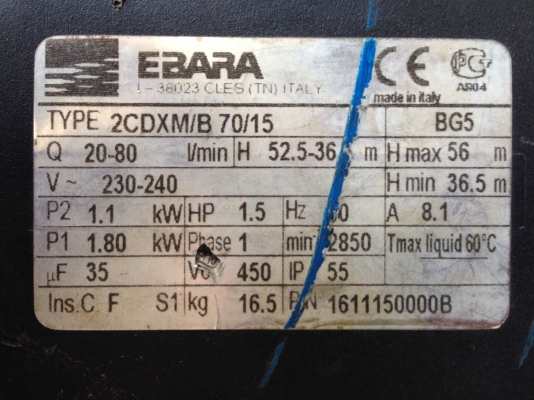 EBARA
I-38023 CLES (TN) ITALY
CE
made in italy
AR04
TYPE 2CDXM/B 70/15 BG5
Q 20-80 l/min H 52.5-36 m H max 56 m
V~ 230-240 H min 36.5 m
P2 1.1 kW HP 1.5 Hz A 8.1
P1 1.80 kW Phase 1 min 2850 Tmax liquid 60°C
µF 35 450 IP 55
Ins.C. F S1 kg 16.5 P/N 1611150000B